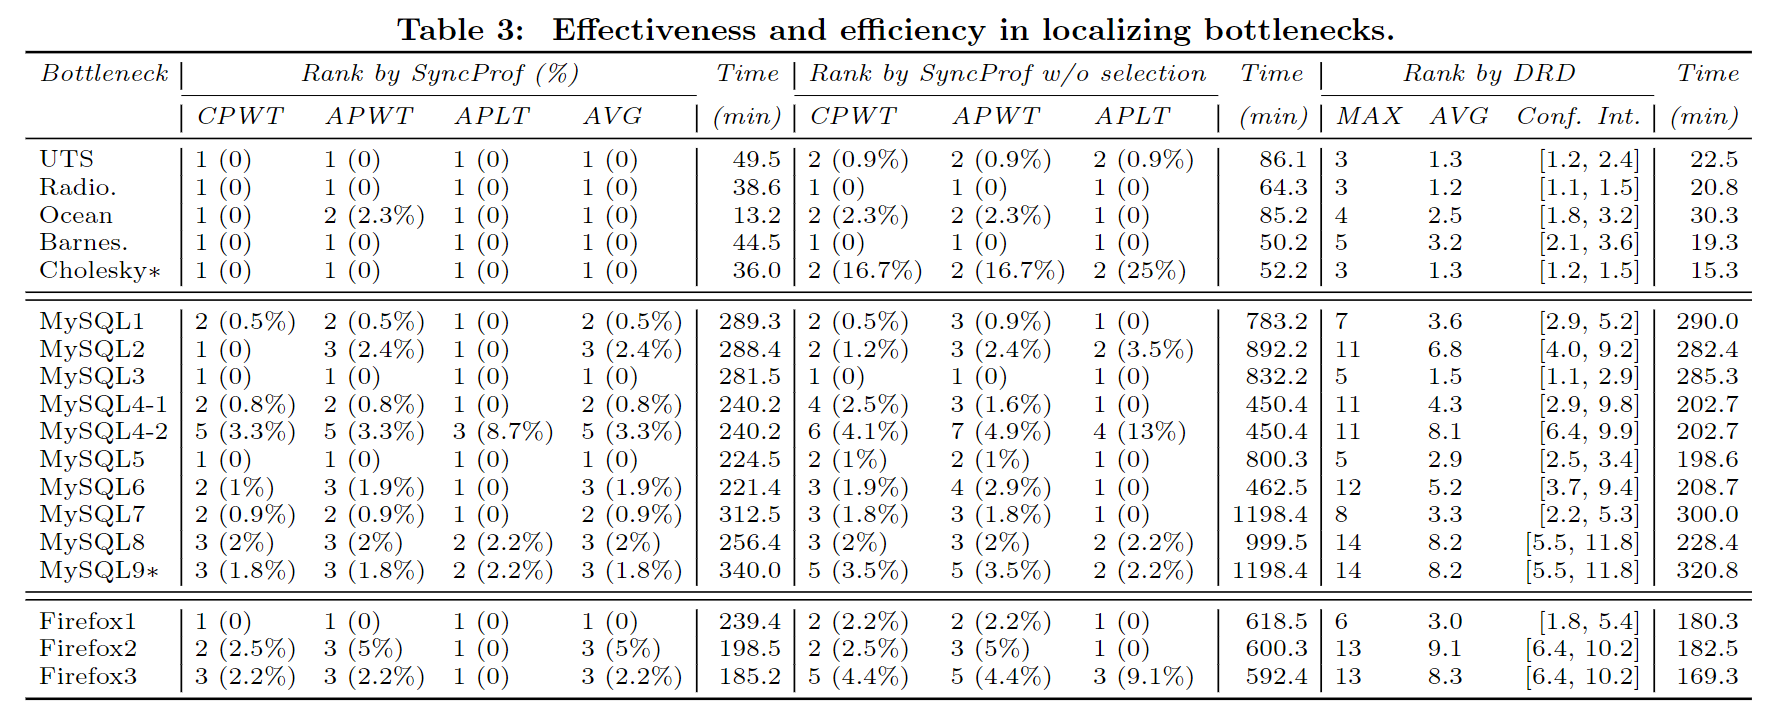 Table 3: Effectiveness and efficiency in localizing bottlenecks.
Bottleneck Rank by SyncProf (%) Time Rank by SyncProf w/o selection Time Rank by DRD Time
CPWT APWT APLT AVG (min) CPWT APWT APLT (min) MAX AVG Conf. Int. (min)
UTS 1 (0) 1 (0) 1 (0) 1 (0) 49.5 2 (0.9%) 2 (0.9%) 2 (0.9%) 86.1 3 1.3 [1.2, 2.4] 22.5
Radio. 1 (0) 1 (0) 1 (0) 1 (0) 38.6 1 (0) 1 (0) 1 (0) 64.3 3 1.2 [1.1, 1.5] 20.8
Ocean 1 (0) 2 (2.3%) 1 (0) 1 (0) 13.2 2 (2.3%) 2 (2.3%) 1 (0) 85.2 4 2.5 [1.8, 3.2] 30.3
Barnes. 1 (0) 1 (0) 1 (0) 1 (0) 44.5 1 (0) 1 (0) 1 (0) 50.2 5 3.2 [2.1, 3.6] 19.3
Cholesky* 1 (0) 1 (0) 1 (0) 1 (0) 36.0 2 (16.7%) 2 (16.7%) 2 (25%) 52.2 3 1.3 [1.2, 1.5] 15.3
MySQL1 2 (0.5%) 2 (0.5%) 1 (0) 2 (0.5%) 289.3 2 (0.5%) 3 (0.9%) 1 (0) 783.2 7 3.6 [2.9, 5.2] 290.0
MySQL2 1 (0) 3 (2.4%) 1 (0) 3 (2.4%) 288.4 2 (1.2%) 3 (2.4%) 2 (3.5%) 892.2 11 6.8 [4.0, 9.2] 282.4
MySQL3 1 (0) 1 (0) 1 (0) 1 (0) 281.5 1 (0) 1 (0) 1 (0) 832.2 5 1.5 [1.1, 2.9] 285.3
MySQL4-1 2 (0.8%) 2 (0.8%) 1 (0) 2 (0.8%) 240.2 4 (2.5%) 3 (1.6%) 1 (0) 450.4 11 4.3 [2.9, 9.8] 202.7
MySQL4-2 5 (3.3%) 5 (3.3%) 3 (8.7%) 5 (3.3%) 240.2 6 (4.1%) 7 (4.9%) 4 (13%) 450.4 11 8.1 [6.4, 9.9] 202.7
MySQL5 1 (0) 1 (0) 1 (0) 1 (0) 224.5 2 (1%) 2 (1%) 1 (0) 800.3 5 2.9 [2.5, 3.4] 198.6
MySQL6 2 (1%) 3 (1.9%) 1 (0) 3 (1.9%) 221.4 3 (1.9%) 4 (2.9%) 1 (0) 462.5 12 5.2 [3.7, 9.4] 208.7
MySQL7 2 (0.9%) 2 (0.9%) 1 (0) 2 (0.9%) 312.5 3 (1.8%) 3 (1.8%) 1 (0) 1198.4 8 3.3 [2.2, 5.3] 300.0
MySQL8 3 (2%) 3 (2%) 2 (2.2%) 3 (2%) 256.4 3 (2%) 3 (2%) 2 (2.2%) 999.5 14 8.2 [5.5, 11.8] 228.4
MySQL9* 3 (1.8%) 3 (1.8%) 2 (2.2%) 3 (1.8%) 340.0 5 (3.5%) 5 (3.5%) 2 (2.2%) 1198.4 14 8.2 [5.5, 11.8] 320.8
Firefox1 1 (0) 1 (0) 1 (0) 1 (0) 239.4 2 (2.2%) 2 (2.2%) 1 (0) 618.5 6 3.0 [1.8, 5.4] 180.3
Firefox2 2 (2.5%) 3 (5%) 1 (0) 3 (5%) 198.5 2 (2.5%) 3 (5%) 1 (0) 600.3 13 9.1 [6.4, 10.2] 182.5
Firefox3 3 (2.2%) 3 (2.2%) 1 (0) 3 (2.2%) 185.2 5 (4.4%) 5 (4.4%) 3 (9.1%) 592.4 13 8.3 [6.4, 10.2] 169.3